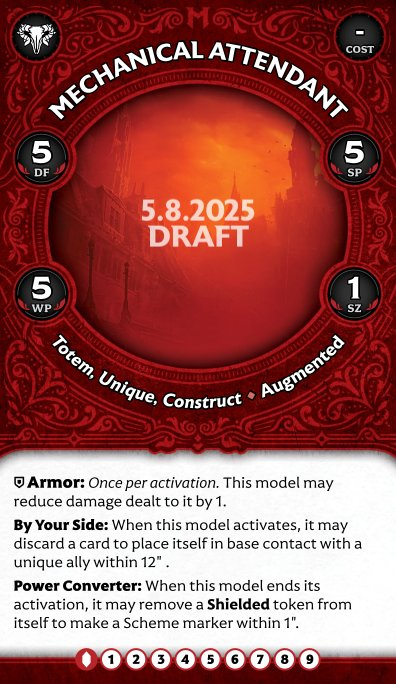 -
COST
MECHANICAL ATTENDANT
5
DF
5
SP
5.8.2025
DRAFT
5
WP
1
SZ
Totem, Unique, Construct • Augmented
Armor: Once per activation. This model may
reduce damage dealt to it by 1.
By Your Side: When this model activates, it may
discard a card to place itself in base contact with a
unique ally within 12" .
Power Converter: When this model ends its
activation, it may remove a Shielded token from
itself to make a Scheme marker within 1".
1 2 3 4 5 6 7 8 9